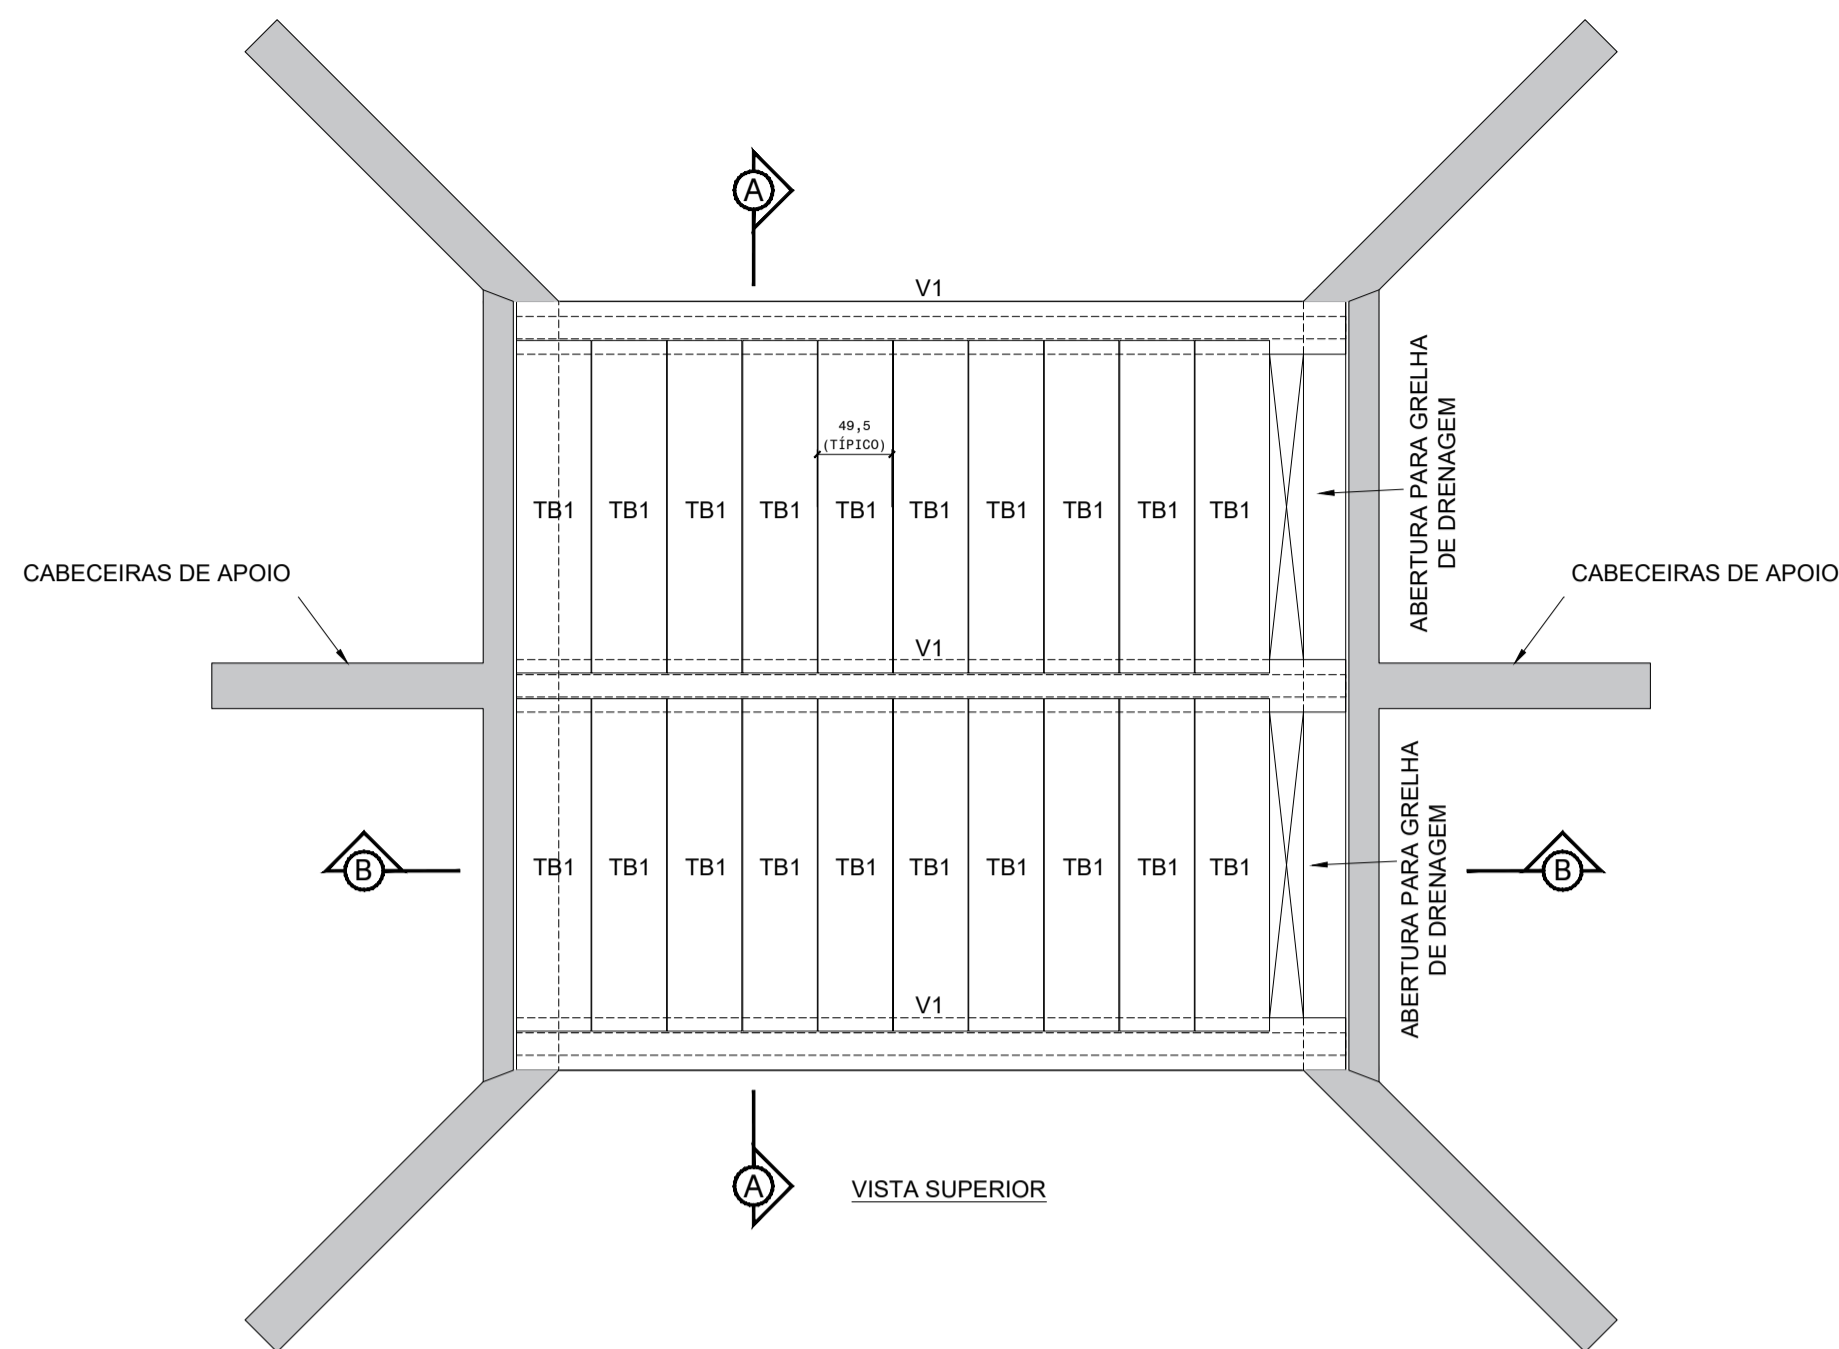 A
V1
49,5
(TÍPICO)
TB1 TB1 TB1 TB1 TB1 TB1 TB1 TB1 TB1 TB1
ABERTURA PARA GRELHA
DE DRENAGEM
CABECEIRAS DE APOIO
CABECEIRAS DE APOIO
V1
TB1 TB1 TB1 TB1 TB1 TB1 TB1 TB1 TB1 TB1
ABERTURA PARA GRELHA
DE DRENAGEM
B
B
V1
A
VISTA SUPERIOR